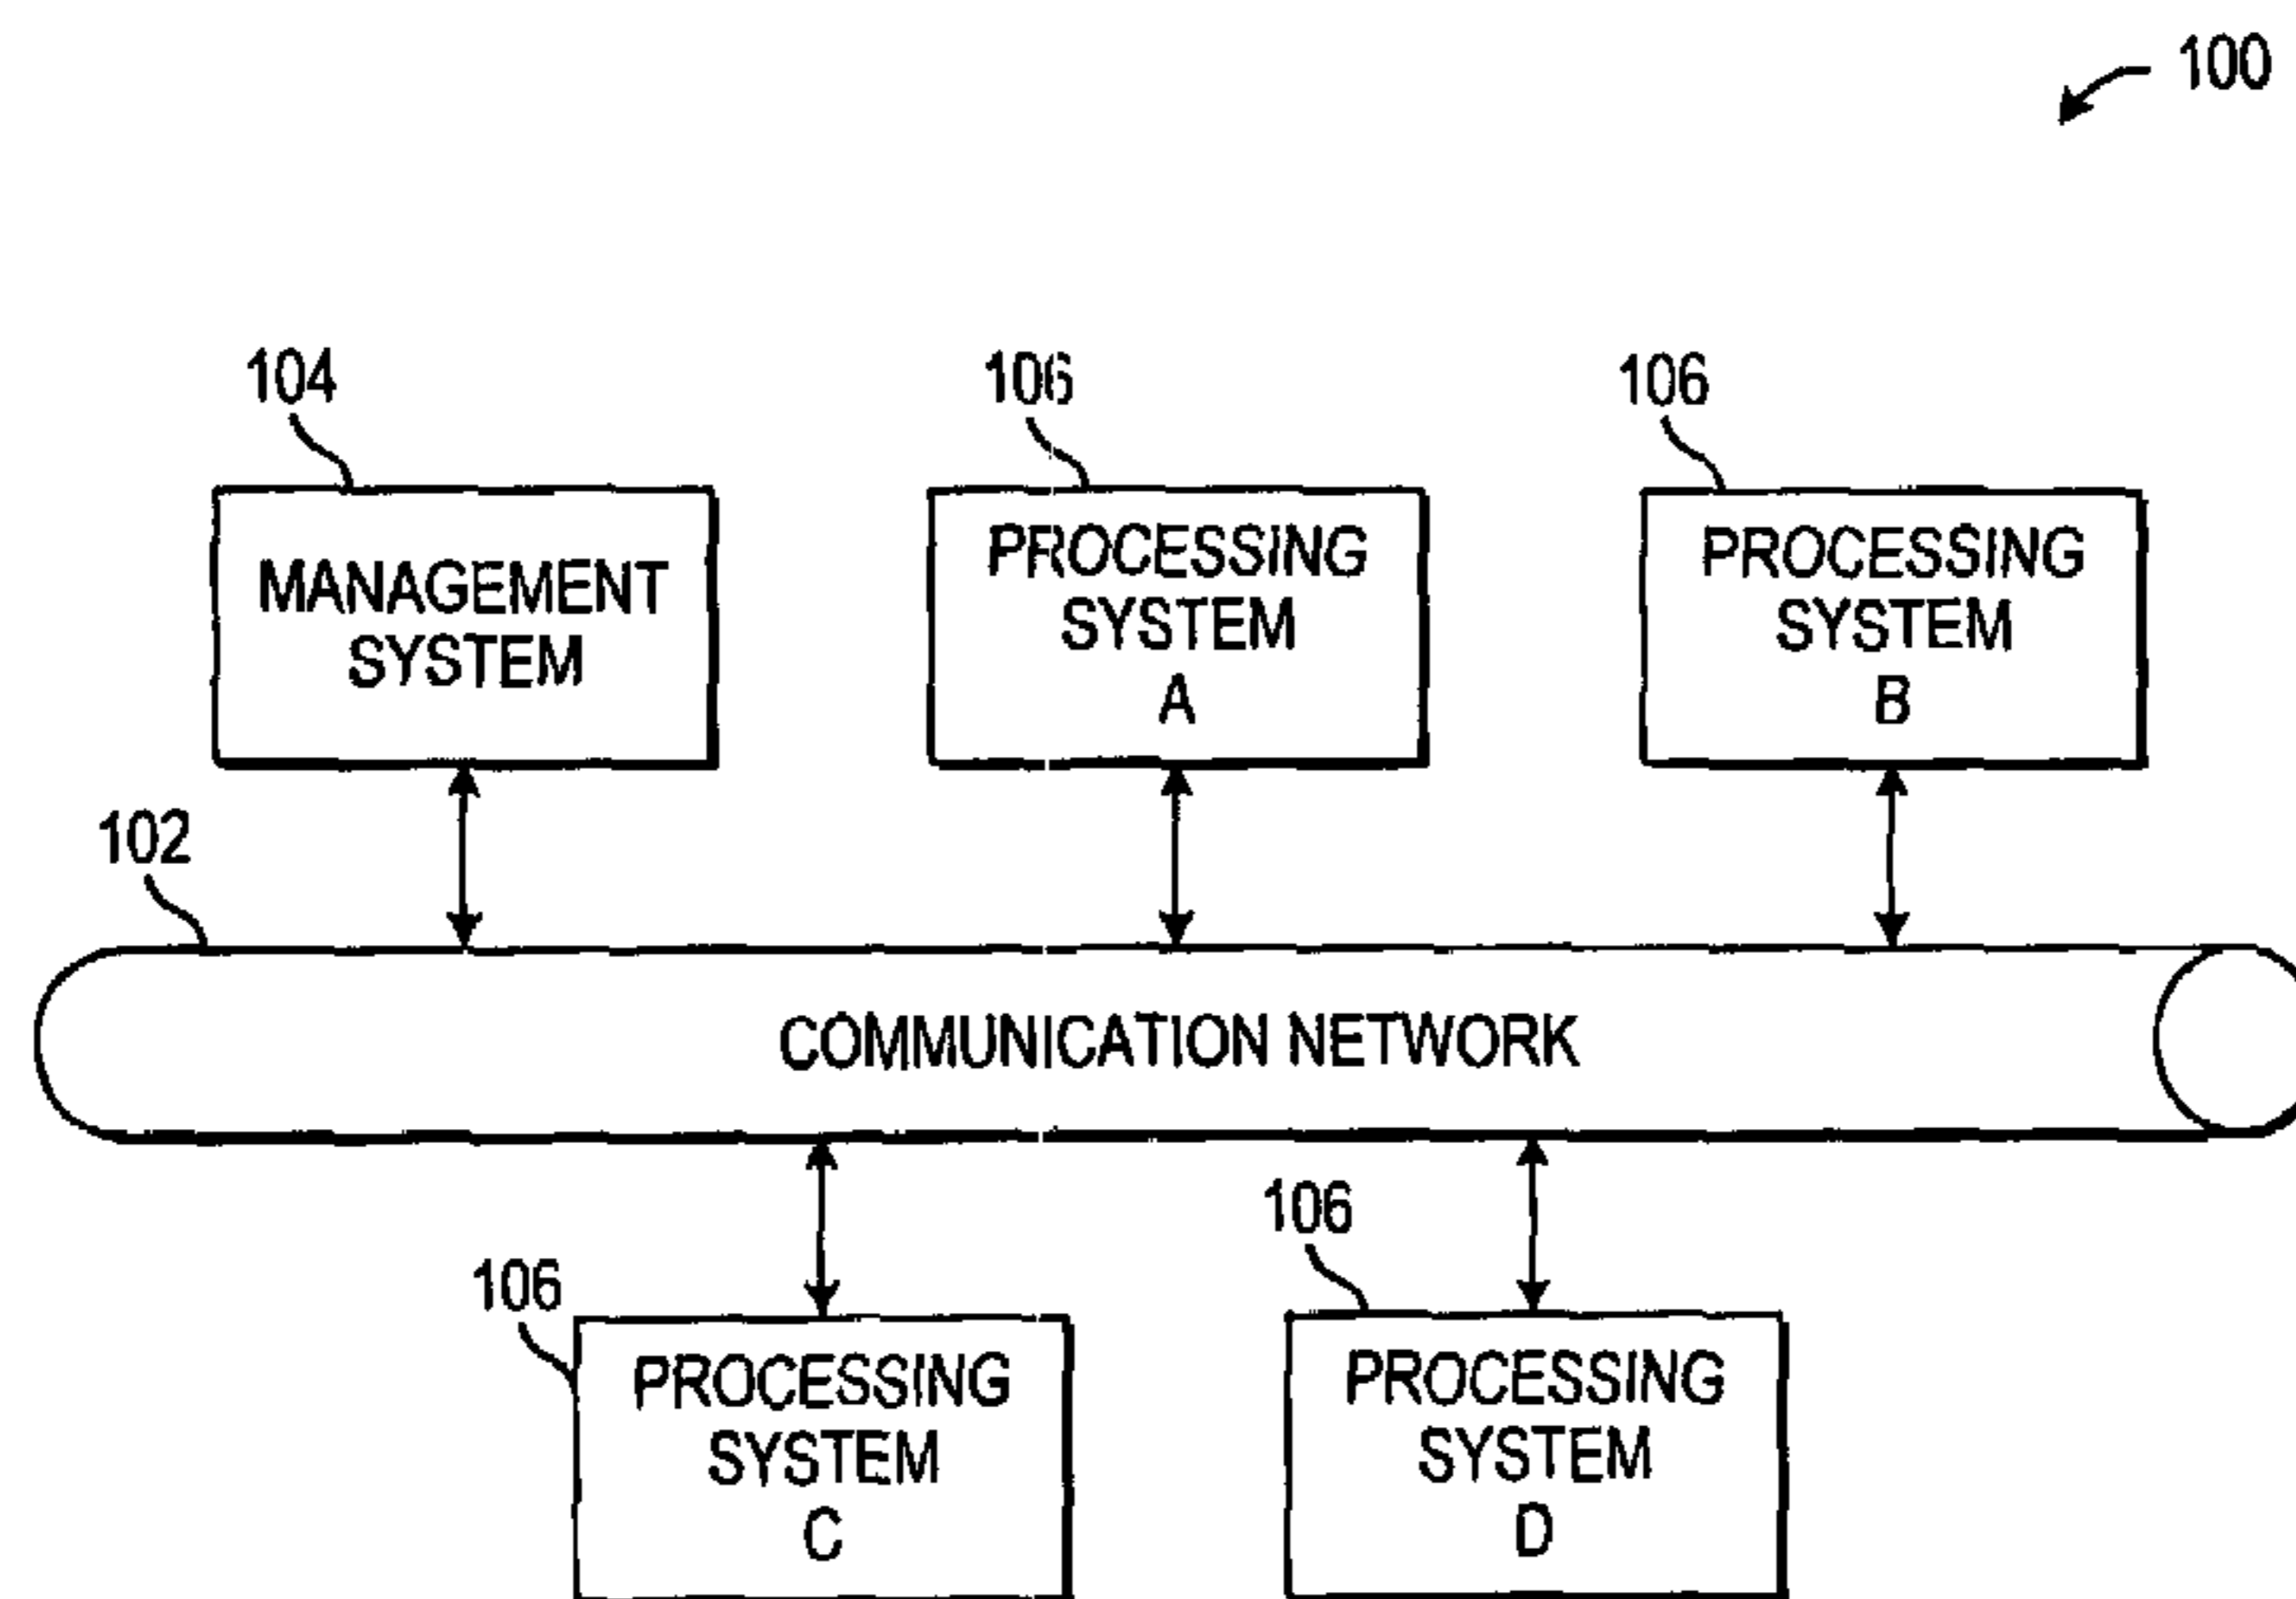 100
104
106
106
MANAGEMENT
SYSTEM
PROCESSING
SYSTEM
A
PROCESSING
SYSTEM
B
102
COMMUNICATION NETWORK
106
106
PROCESSING
SYSTEM
C
PROCESSING
SYSTEM
D